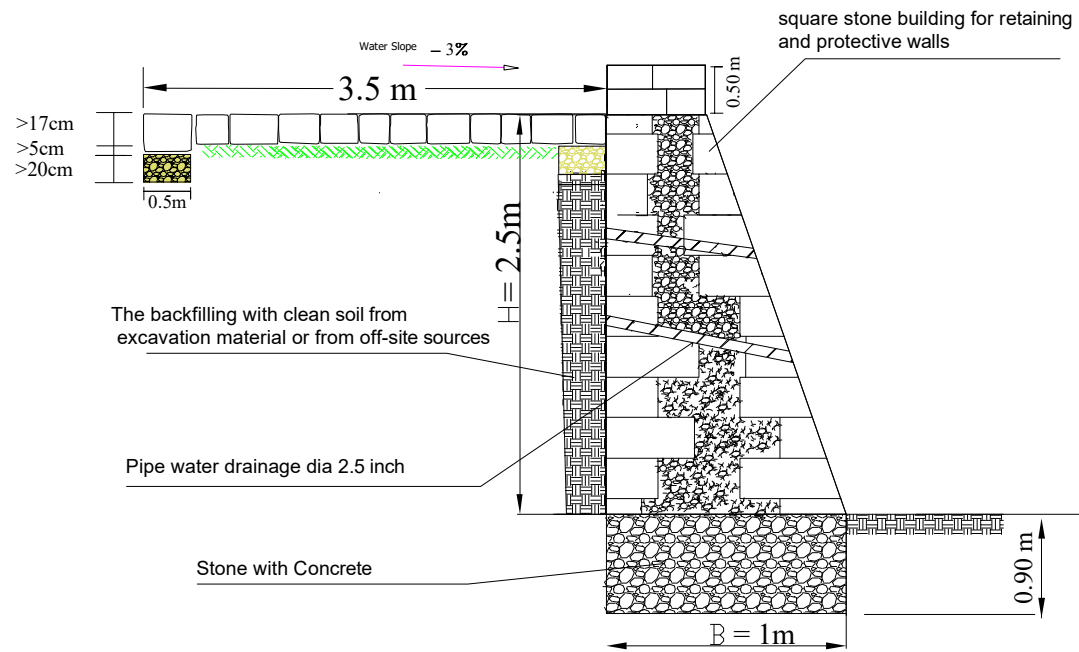 square stone building for retaining
and protective walls
Water Slope – 3%
3.5 m
0.50 m
>17cm
>5cm
>20cm
0.5m
H = 2.5m
The backfilling with clean soil from
excavation material or from off-site sources
Pipe water drainage dia 2.5 inch
Stone with Concrete
0.90 m
B = 1m